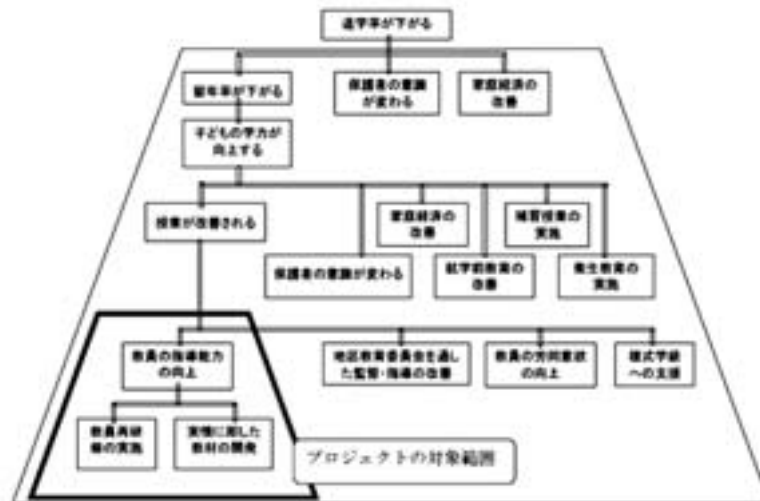 退学率が下がる
留年率が下がる
保護者の意識
が変わる
家庭経済の
改善
子どもの学力が
向上する
授業が改善される
家庭経済の
改善
補習授業の
実施
保護者の意識が変わる
就学前教育の
改善
衛生教育の
実施
教員の指導能力
の向上
地区教育委員会を通し
た監督・指導の改善
教員の労働意欲
の向上
複式学級
への支援
教員再研
修の実施
実情に即した
教材の開発
プロジェクトの対象範囲